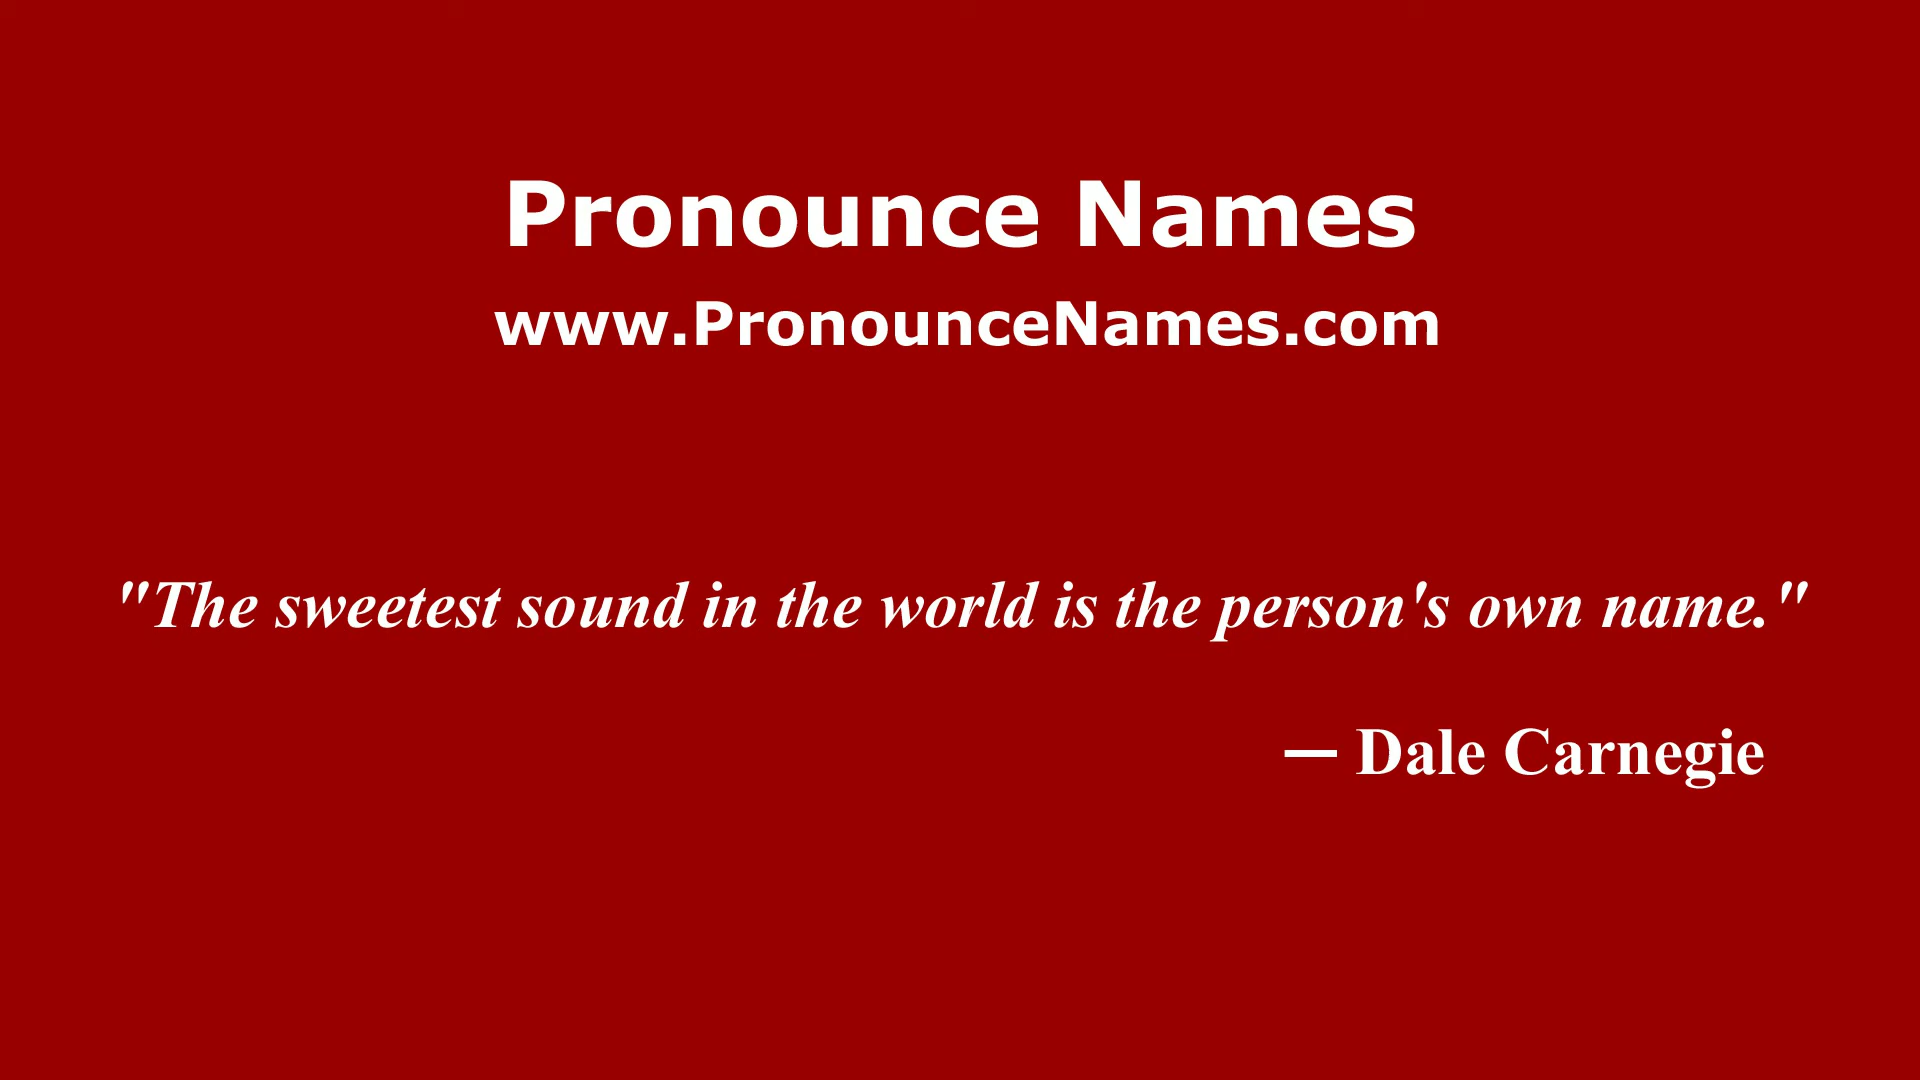 Pronounce Names
www.PronounceNames.com
"The sweetest sound in the world is the person's own name."
— Dale Carnegie